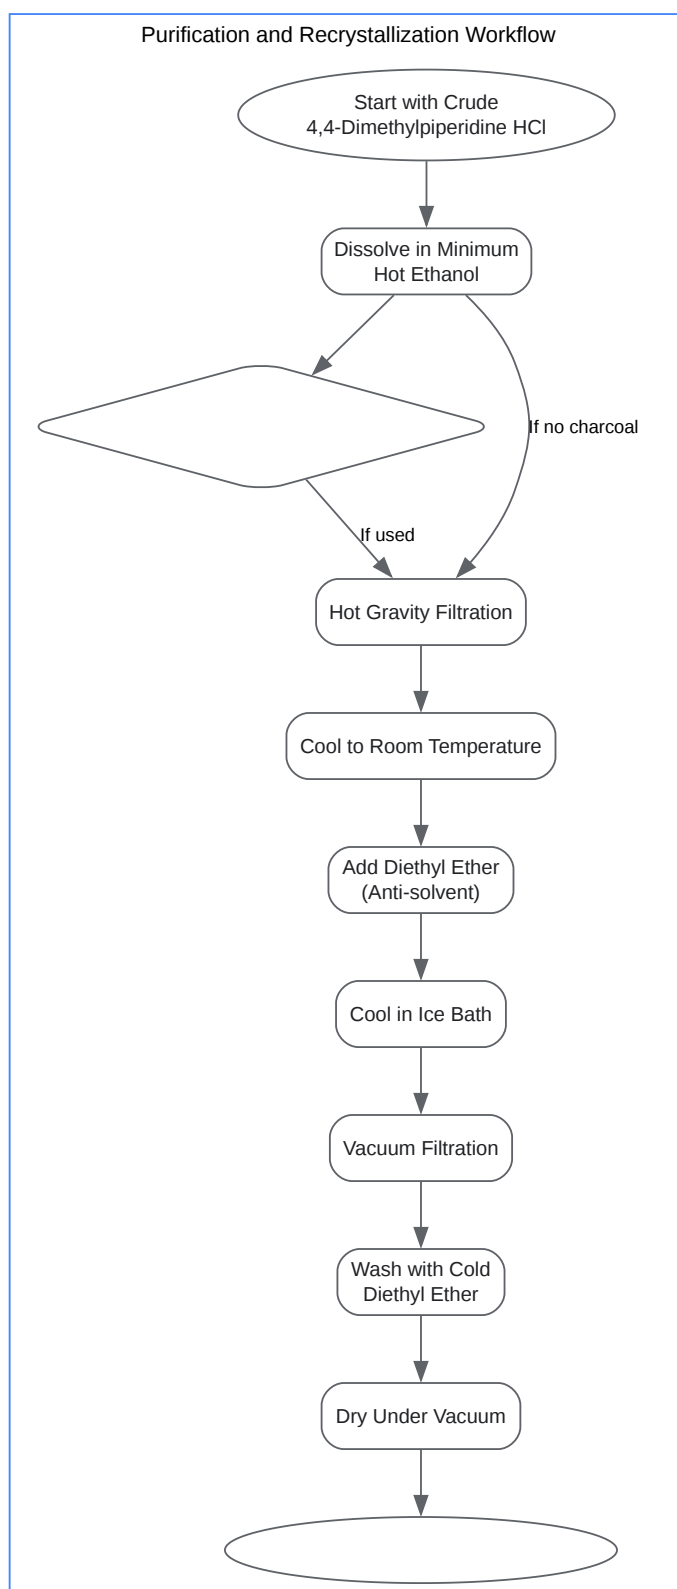 Purification and Recrystallization Workflow
Start with Crude
4,4-Dimethylpiperidine HCl
Dissolve in Minimum
Hot Ethanol
If no charcoal
If used
Hot Gravity Filtration
Cool to Room Temperature
Add Diethyl Ether
(Anti-solvent)
Cool in Ice Bath
Vacuum Filtration
Wash with Cold
Diethyl Ether
Dry Under Vacuum